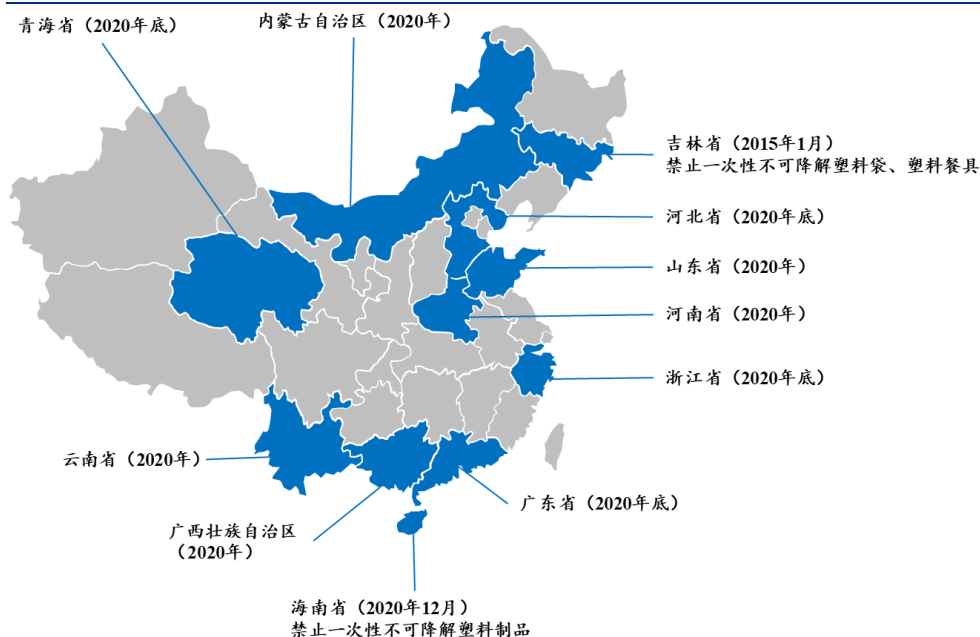 青海省（2020年底）
内蒙古自治区（2020年）
吉林省（2015年1月）
禁止一次性不可降解塑料袋、塑料餐具
河北省（2020年底）
山东省（2020年）
河南省（2020年）
浙江省（2020年底）
云南省（2020年）
广东省（2020年底）
广西壮族自治区
（2020年）
海南省（2020年12月）
禁止一次性不可降解塑料制品